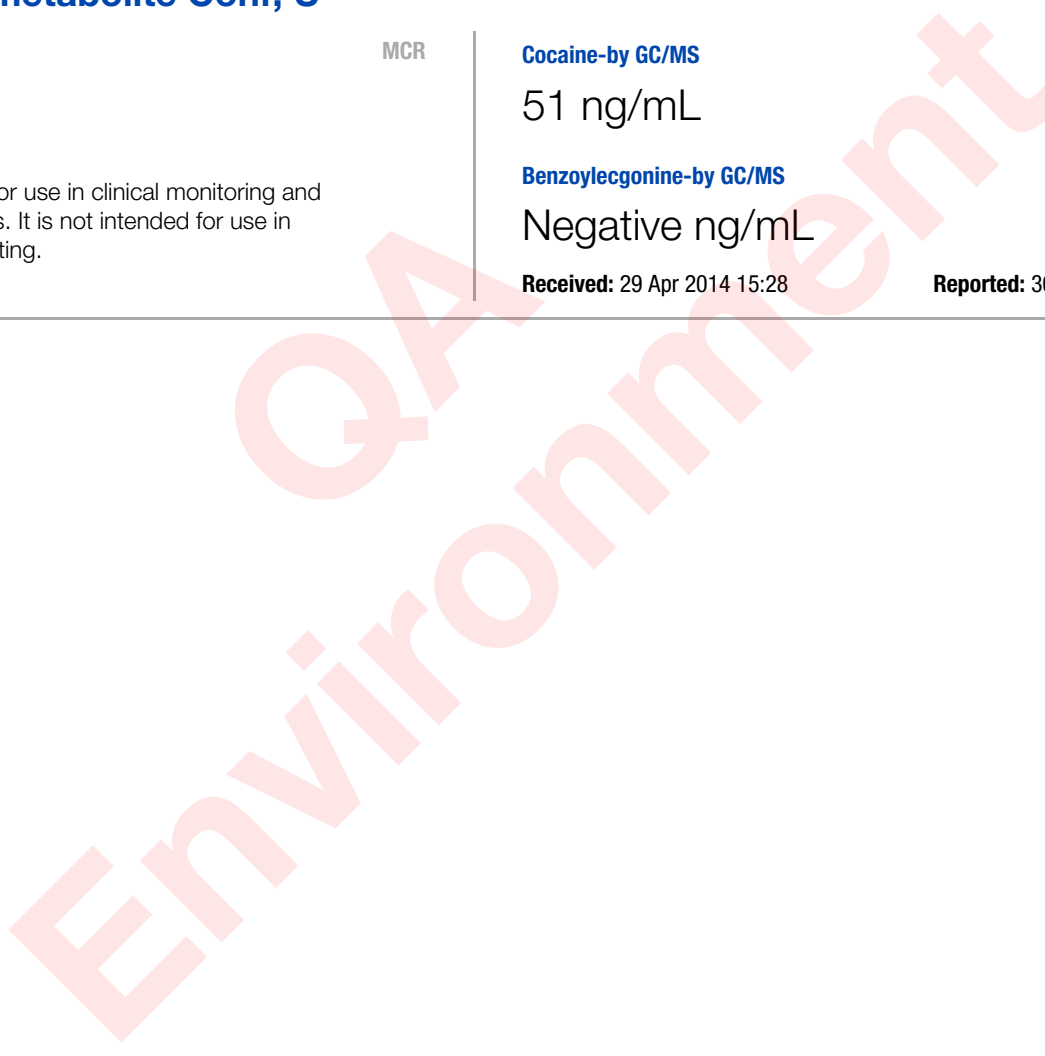 MCR
or use in clinical monitoring and
s. It is not intended for use in
ting.
Cocaine-by GC/MS
51 ng/mL
Benzoylecgonine-by GC/MS
Negative ng/mL
Received: 29 Apr 2014 15:28 Reported:
QA
Environment